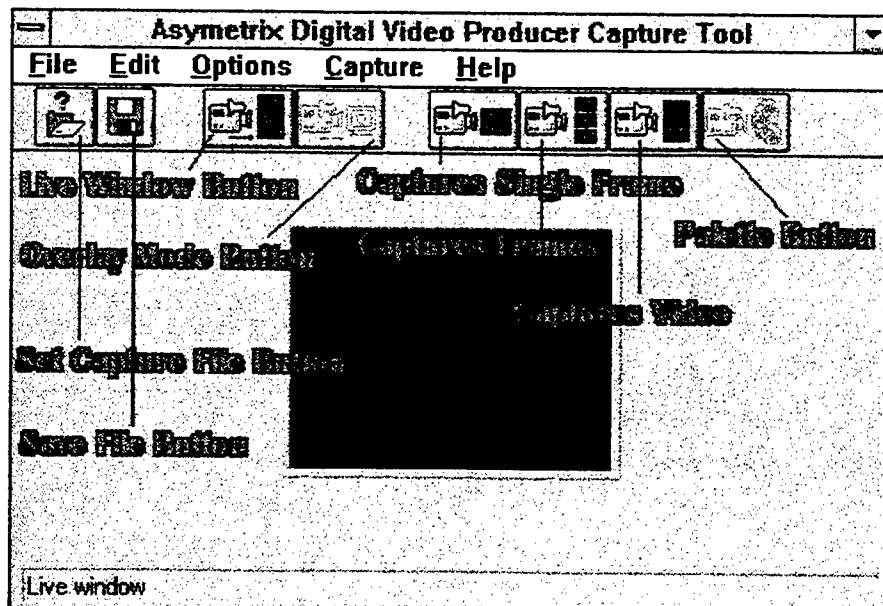 Asymetrix Digital Video Producer Capture Tool
File Edit Options Capture Help
Live Window Button
Captures Single Frame
Overlay Mode Button
Captures Frames
Palette Button
Captures Video
Set Capture File Button
Save File Button
Live window